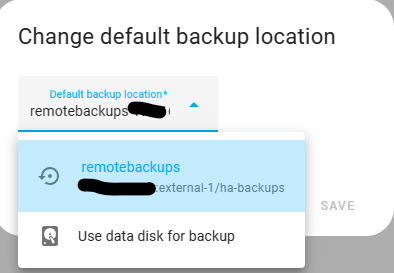 Change default backup location
Default backup location*
remotebackups
remotebackups
:external-1/ha-backups
Use data disk for backup
SAVE